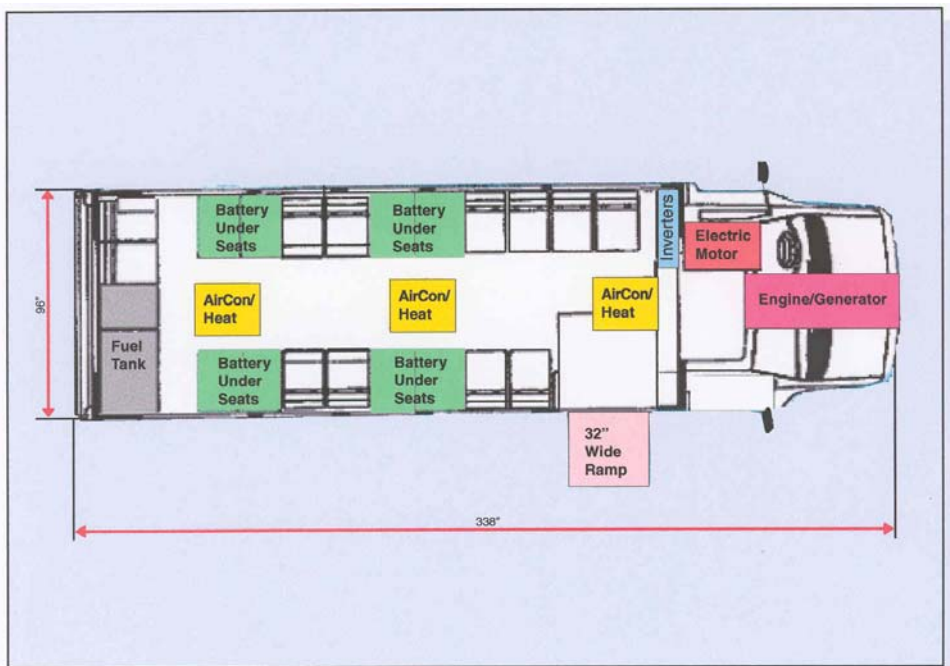 Battery
Under
Seats
Battery
Under
Seats
Inverters
Electric
Motor
AirCon/
Heat
AirCon/
Heat
AirCon/
Heat
Engine/Generator
96"
Fuel
Tank
Battery
Under
Seats
Battery
Under
Seats
32”
Wide
Ramp
338"